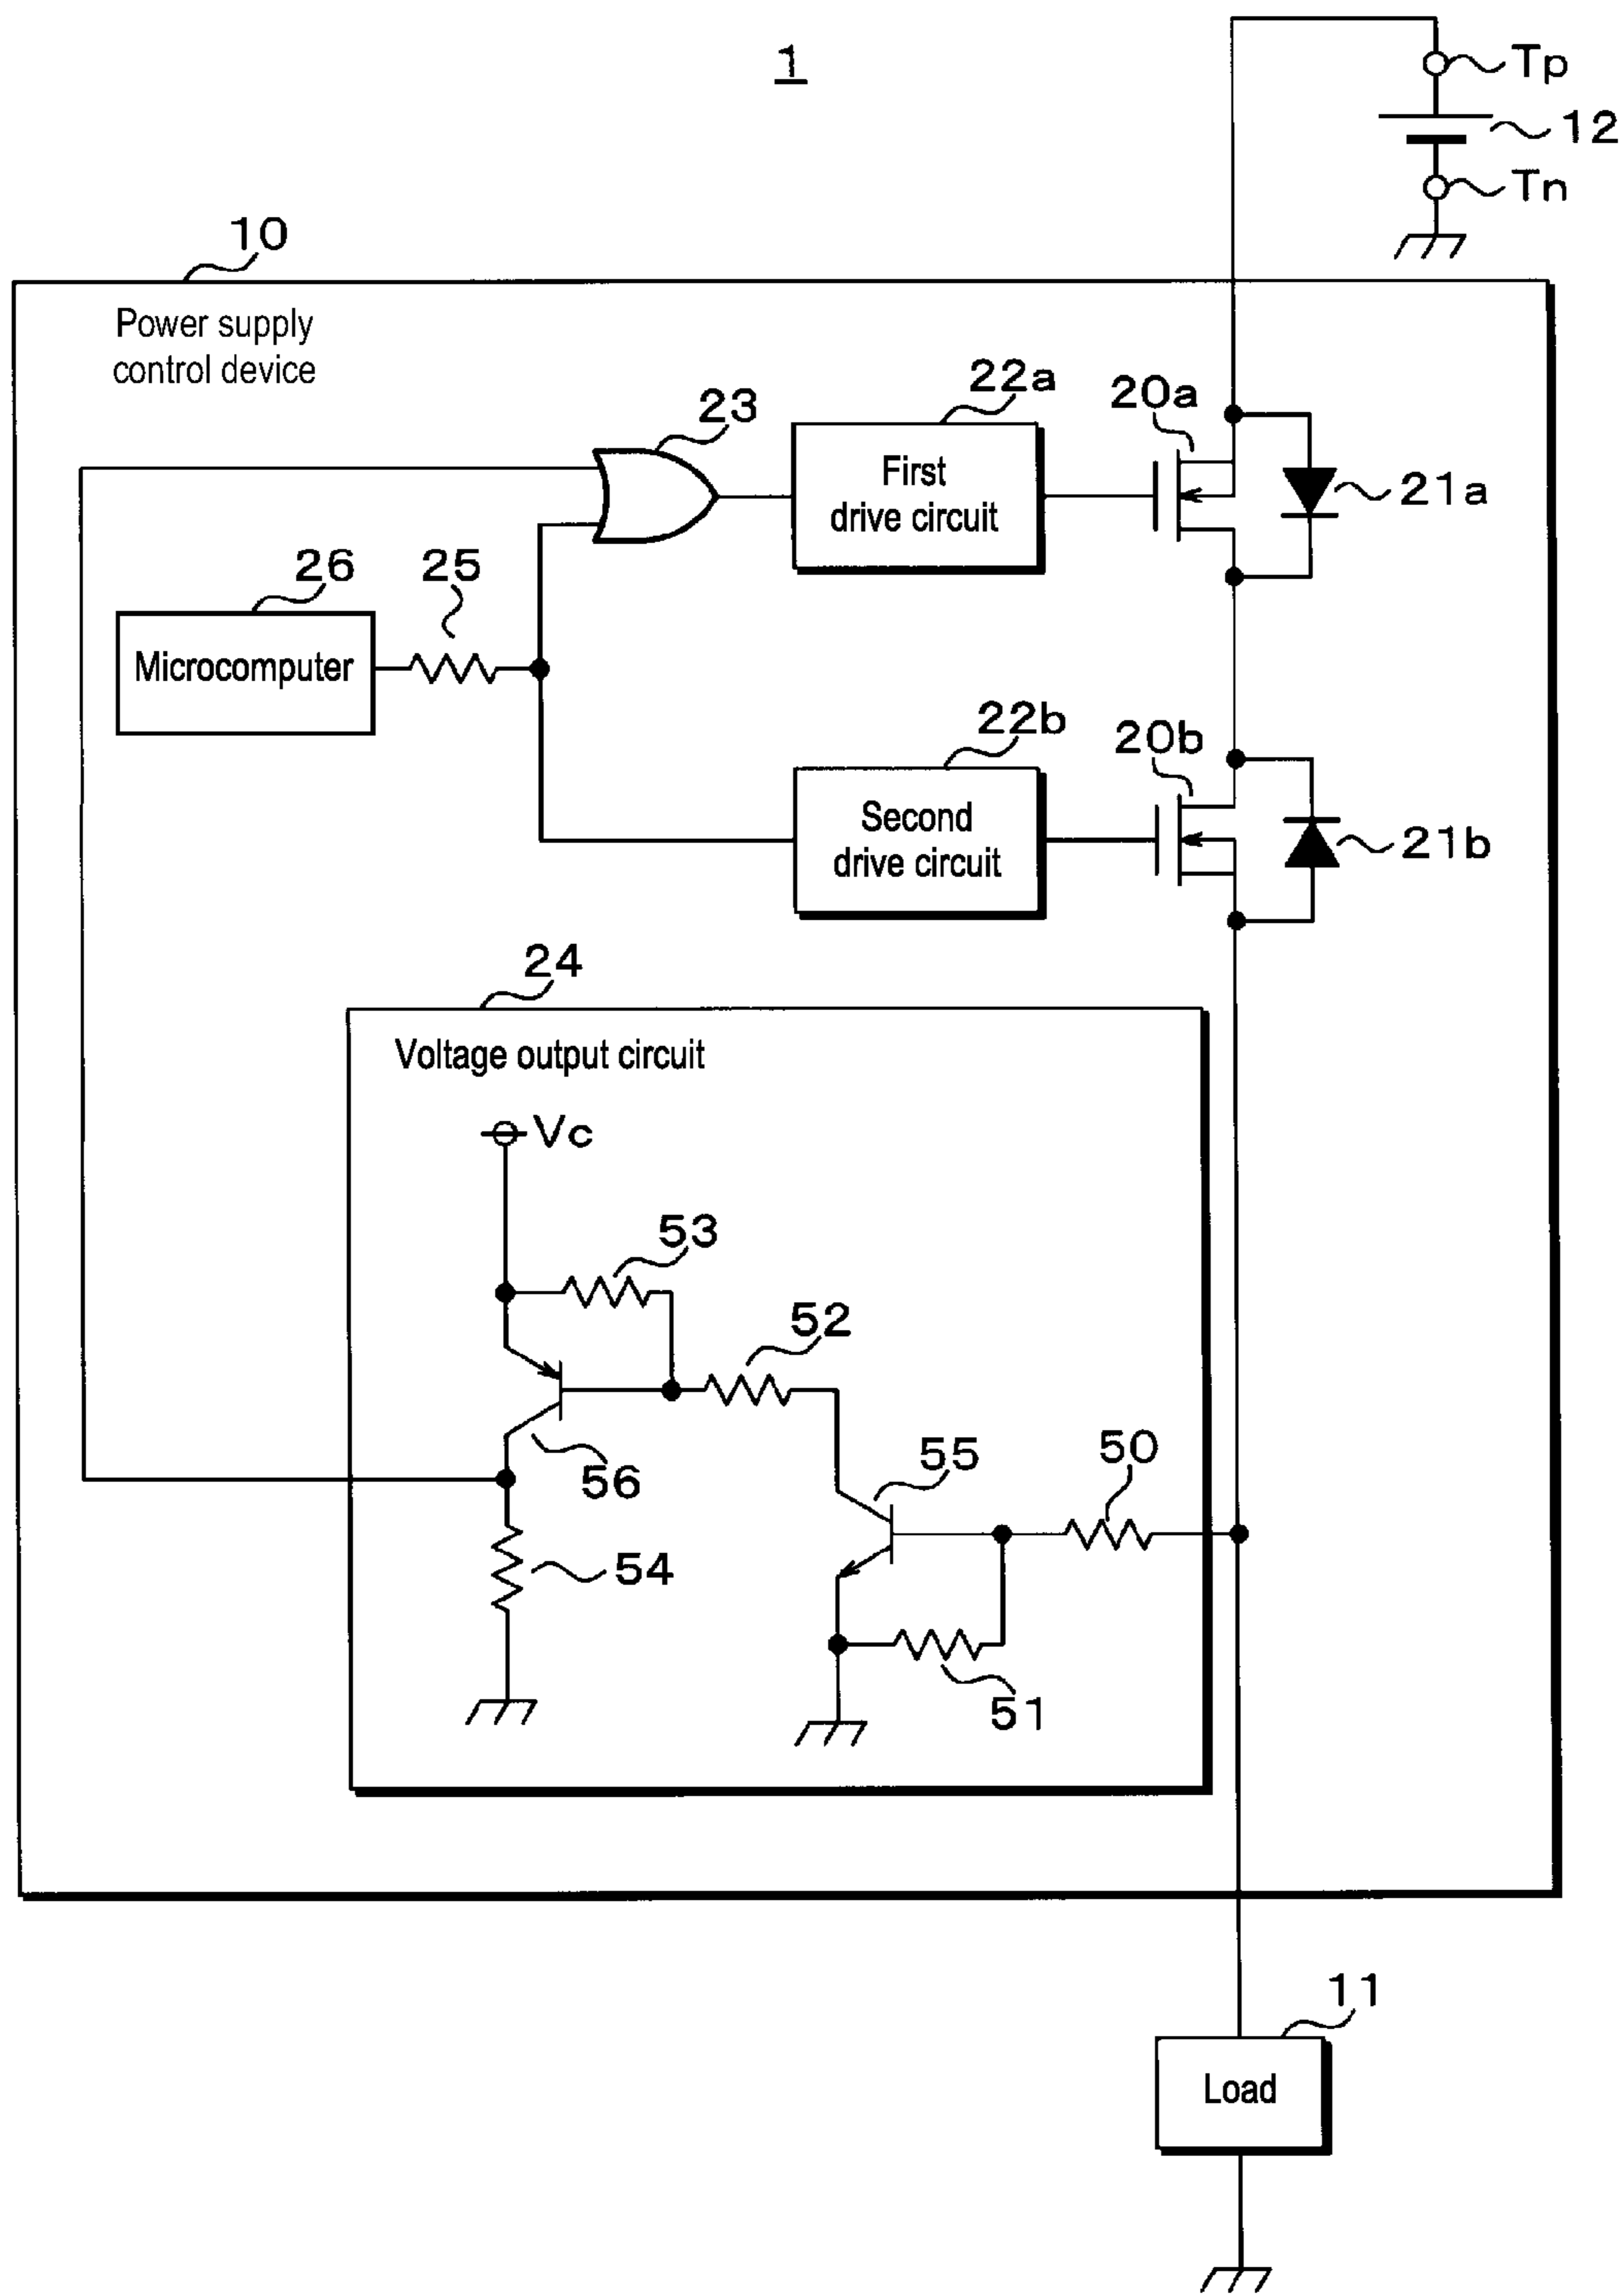 1
Tp
12
Tn
10
Power supply
control device
22a
20a
23
First
drive circuit
21a
26
25
Microcomputer
22b
20b
Second
drive circuit
21b
24
Voltage output circuit
Vc
53
52
55
50
56
54
51
11
Load